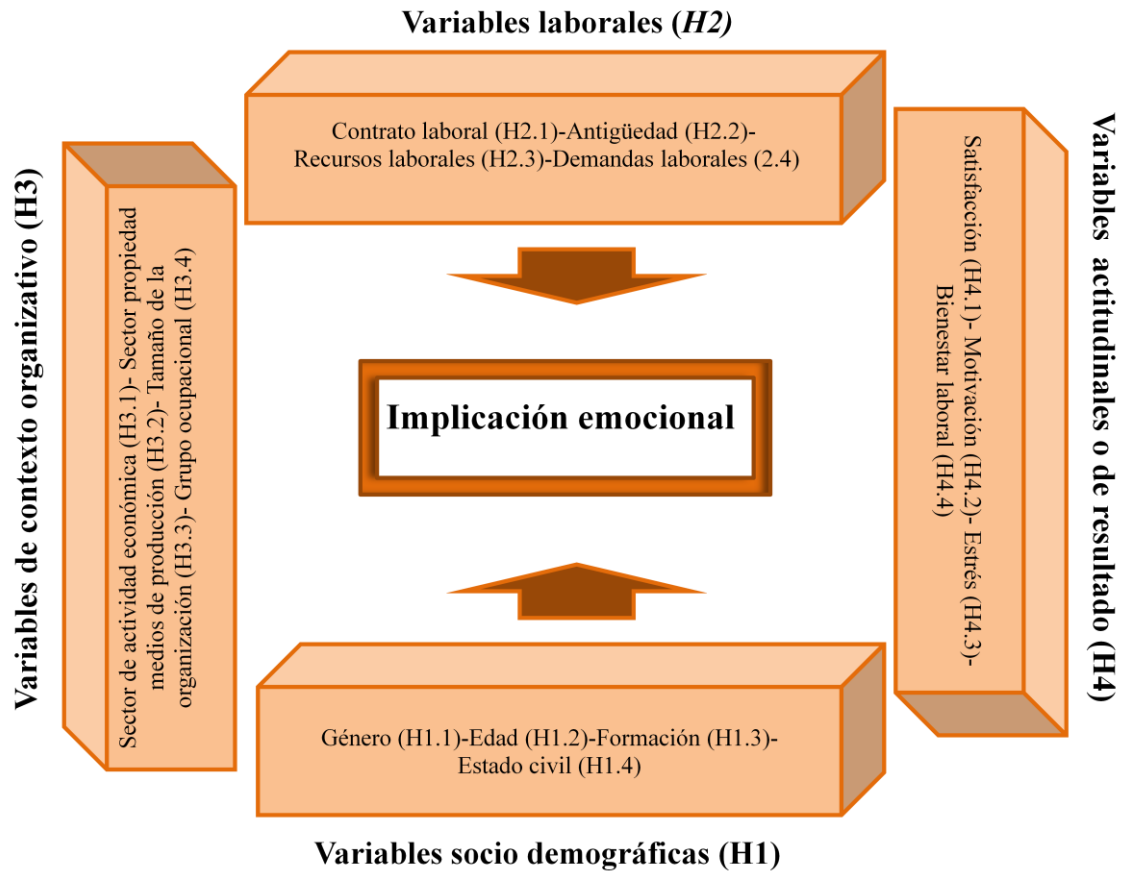 Variables laborales (H2)
Contrato laboral (H2.1)-Antigüedad (H2.2)-
Recursos laborales (H2.3)-Demandas laborales (2.4)
Variables de contexto organizativo (H3)
Sector de actividad económica (H3.1)- Sector propiedad
medios de producción (H3.2)- Tamaño de la
organización (H3.3)- Grupo ocupacional (H3.4)
Implicación emocional
Satisfacción (H4.1)- Motivación (H4.2)- Estrés (H4.3)-
Bienestar laboral (H4.4)
Variables actitudinales o de resultado (H4)
Género (H1.1)-Edad (H1.2)-Formación (H1.3)-
Estado civil (H1.4)
Variables socio demográficas (H1)